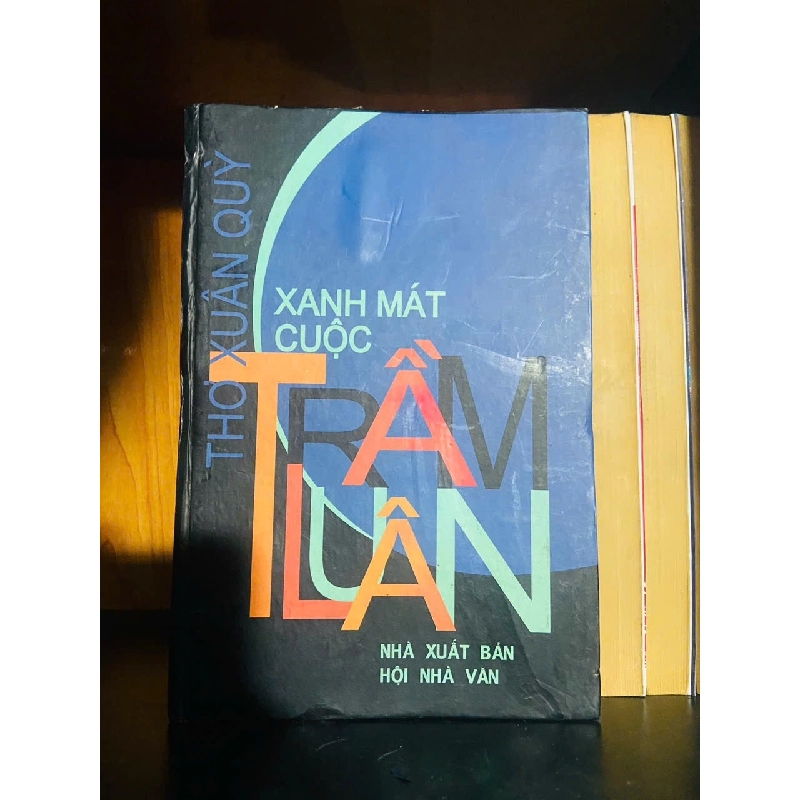 THƠ XUÂN QUỲ
XANH MÁT
CUỘC
TRẦM
LUÂN
NHÀ XUẤT BẢN
HỘI NHÀ VĂN